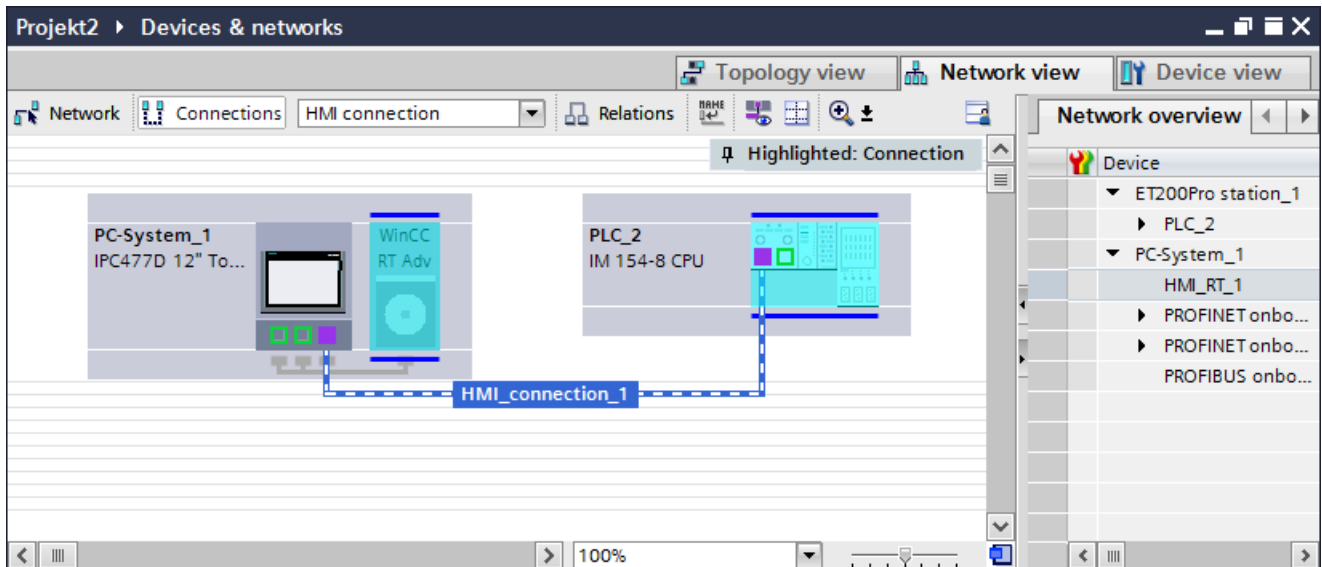 Projekt2 ▸ Devices & networks
Topology view
Network view
Device view
Network
Connections
HMI connection
Relations
NAME
Network overview
Highlighted: Connection
Device
PC-System_1
IPC477D 12" To...
WinCC
RT Adv
PLC_2
IM 154-8 CPU
HMI_connection_1
ET200Pro station_1
PLC_2
PC-System_1
HMI_RT_1
PROFINET onbo...
PROFINET onbo...
PROFIBUS onbo...
100%